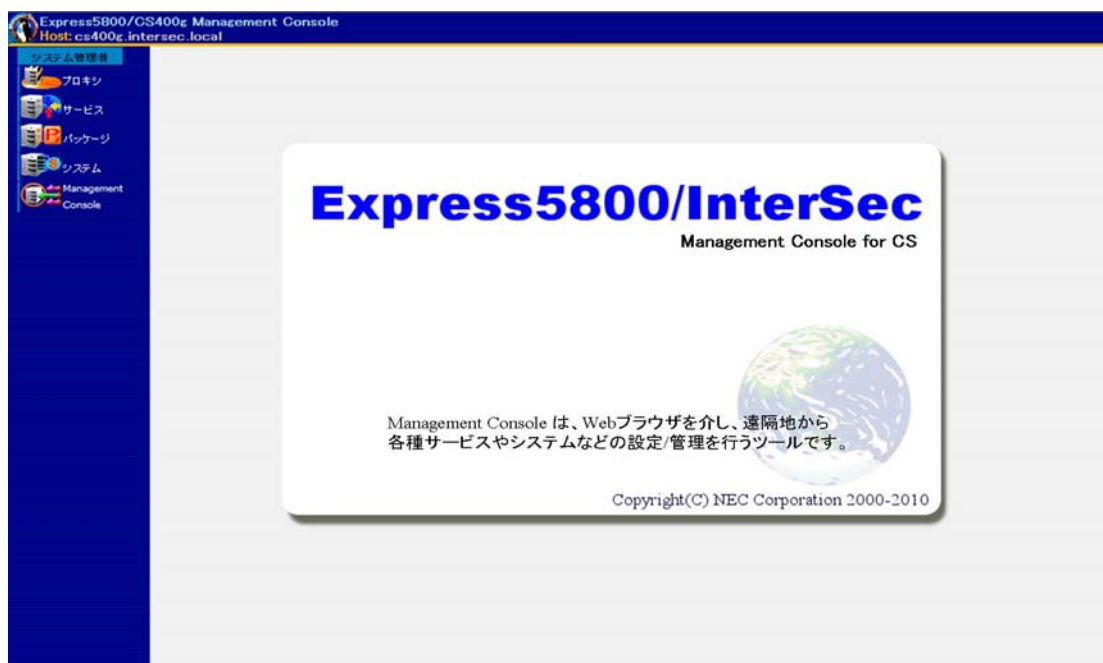 Express5800/CS400g Management Console
Host: cs400g.intersec.local
システム管理者
プロキシ
サービス
パッケージ
システム
Management
Console
Express5800/InterSec
Management Console for CS
Management Console は、Webブラウザを介し、遠隔地から
各種サービスやシステムなどの設定/管理を行うツールです。
Copyright(C) NEC Corporation 2000-2010